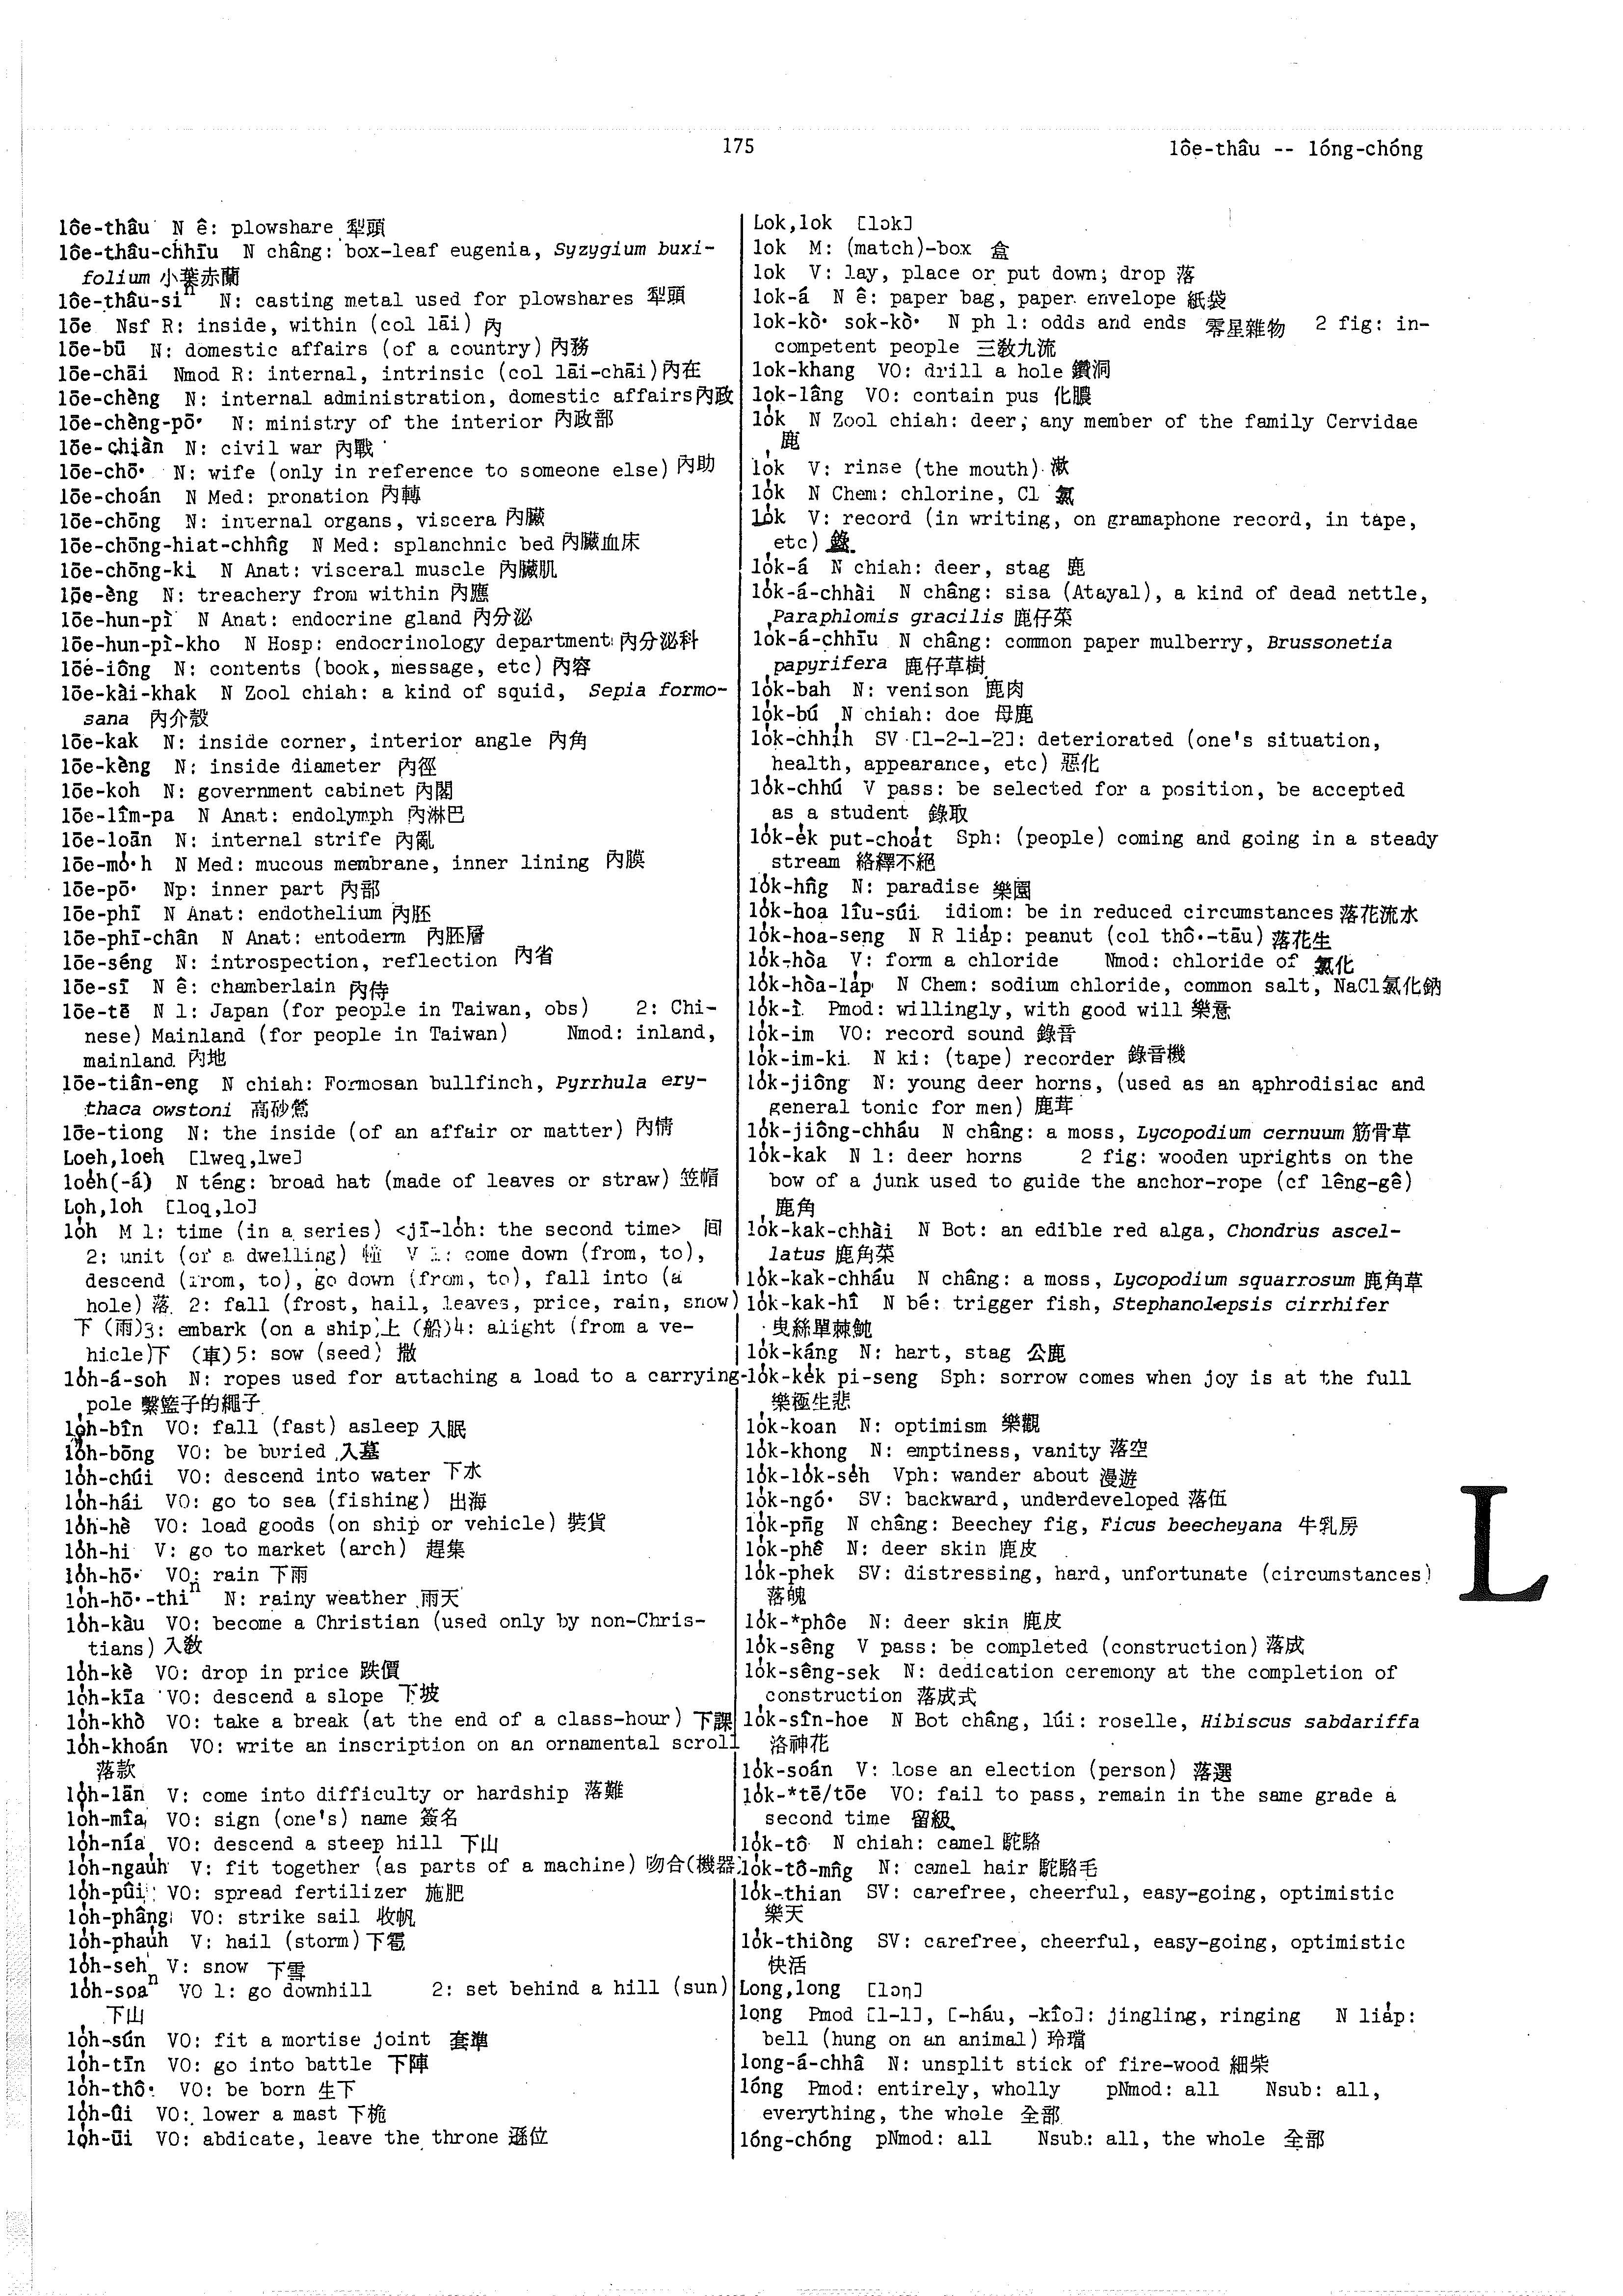 175
lôe-thâu -- lóng-chóng
lôe-thâu N ê: plowshare 犁頭
lôe-thâu-chhiū N châng: box-leaf eugenia, Syzygium buxi-
folium 小葉赤蘭
lôe-thâu-siⁿ N: casting metal used for plowshares 犁頭
lōe Nsf R: inside, within (col lāi) 內
lōe-bū N: domestic affairs (of a country) 內務
lōe-chāi Nmod R: internal, intrinsic (col lāi-chāi) 內在
lōe-chèng N: internal administration, domestic affairs 內政
lōe-chèng-pō· N: ministry of the interior 內政部
lōe-chiàn N: civil war 內戰
lōe-chō· N: wife (only in reference to someone else) 內助
lōe-choán N Med: pronation 內轉
lōe-chōng N: internal organs, viscera 內臟
lōe-chōng-hiat-chhn̂g N Med: splanchnic bed 內臟血床
lōe-chōng-ki N Anat: visceral muscle 內臟肌
lōe-èng N: treachery from within 內應
lōe-hun-pì N Anat: endocrine gland 內分泌
lōe-hun-pì-kho N Hosp: endocrinology department 內分泌科
lōe-iông N: contents (book, message, etc) 內容
lōe-kài-khak N Zool chiah: a kind of squid, Sepia formo-
sana 內介殼
lōe-kak N: inside corner, interior angle 內角
lōe-kèng N: inside diameter 內徑
lōe-koh N: government cabinet 內閣
lōe-lîm-pa N Anat: endolymph 內淋巴
lōe-loān N: internal strife 內亂
lōe-mo̍·h N Med: mucous membrane, inner lining 內膜
lōe-pō· Np: inner part 內部
lōe-phī N Anat: endothelium 內胚
lōe-phī-chân N Anat: entoderm 內胚層
lōe-séng N: introspection, reflection 內省
lōe-sī N ê: chamberlain 內侍
lōe-tē N 1: Japan (for people in Taiwan, obs) 2: Chi-
nese) Mainland (for people in Taiwan) Nmod: inland,
mainland 內地
lōe-tiân-eng N chiah: Formosan bullfinch, Pyrrhula ery-
thaca owstoni 高砂鶯
lōe-tiong N: the inside (of an affair or matter) 內情
Loeh,loeh [lweq,lwe]
loe̍h(-á) N téng: broad hat (made of leaves or straw) 笠帽
Loh,loh [loq,lo]
lo̍h M 1: time (in a series) <jī-lo̍h: the second time> 回
2: unit (of a dwelling) V 1: come down (from, to),
descend (from, to), go down (from, to), fall into (a
hole) 落 2: fall (frost, hail, leaves, price, rain, snow)
下 (雨)3: embark (on a ship)上 (船)4: alight (from a ve-
hicle)下 (車)5: sow (seed) 撒
lo̍h-á-soh N: ropes used for attaching a load to a carrying-
pole 繫籃子的繩子
lo̍h-bîn VO: fall (fast) asleep 入眠
lo̍h-bōng VO: be buried 入墓
lo̍h-chúi VO: descend into water 下水
lo̍h-hái VO: go to sea (fishing) 出海
lo̍h-hè VO: load goods (on ship or vehicle) 裝貨
lo̍h-hi V: go to market (arch) 趕集
lo̍h-hō· VO: rain 下雨
lo̍h-hō·-thiⁿ N: rainy weather 雨天
lo̍h-kàu VO: become a Christian (used only by non-Chris-
tians) 入教
lo̍h-kè VO: drop in price 跌價
lo̍h-kīa VO: descend a slope 下坡
lo̍h-khò VO: take a break (at the end of a class-hour) 下課
lo̍h-khoán VO: write an inscription on an ornamental scroll
落款
lo̍h-lān V: come into difficulty or hardship 落難
lo̍h-mîa VO: sign (one's) name 簽名
lo̍h-nía VO: descend a steep hill 下山
lo̍h-ngau̍h V: fit together (as parts of a machine) 吻合(機器)
lo̍h-pûi VO: spread fertilizer 施肥
lo̍h-phâng VO: strike sail 收帆
lo̍h-phau̍h V: hail (storm) 下雹
lo̍h-seh V: snow 下雪
lo̍h-soaⁿ VO 1: go downhill 2: set behind a hill (sun)
下山
lo̍h-sún VO: fit a mortise joint 套準
lo̍h-tīn VO: go into battle 下陣
lo̍h-thô· VO: be born 生下
lo̍h-ûi VO: lower a mast 下桅
lo̍h-ūi VO: abdicate, leave the throne 遜位
Lok,lok [lɔk]
lok M: (match)-box 盒
lok V: lay, place or put down; drop 落
lok-á N ê: paper bag, paper envelope 紙袋
lok-kò· sok-kò· N ph 1: odds and ends 零星雜物 2 fig: in-
competent people 三教九流
lok-khang VO: drill a hole 鑽洞
lok-lâng VO: contain pus 化膿
lo̍k N Zool chiah: deer; any member of the family Cervidae
鹿
lo̍k V: rinse (the mouth) 漱
lo̍k N Chem: chlorine, Cl 氯
lo̍k V: record (in writing, on gramaphone record, in tape,
etc) 錄
lo̍k-á N chiah: deer, stag 鹿
lo̍k-á-chhài N châng: sisa (Atayal), a kind of dead nettle,
Paraphlomis gracilis 鹿仔菜
lo̍k-á-chhīu N châng: common paper mulberry, Brussonetia
papyrifera 鹿仔草樹
lo̍k-bah N: venison 鹿肉
lo̍k-bú N chiah: doe 母鹿
lo̍k-chhi̍h SV [1-2-1-2]: deteriorated (one's situation,
health, appearance, etc) 惡化
lo̍k-chhú V pass: be selected for a position, be accepted
as a student 錄取
lo̍k-e̍k put-choa̍t Sph: (people) coming and going in a steady
stream 絡繹不絕
lo̍k-hn̂g N: paradise 樂園
lo̍k-hoa lîu-súi idiom: be in reduced circumstances 落花流水
lo̍k-hoa-seng N R lia̍p: peanut (col thô·-tāu) 落花生
lo̍k-hòa V: form a chloride Nmod: chloride of 氯化
lo̍k-hòa-la̍p N Chem: sodium chloride, common salt, NaCl 氯化鈉
lo̍k-ì Pmod: willingly, with good will 樂意
lo̍k-im VO: record sound 錄音
lo̍k-im-ki N ki: (tape) recorder 錄音機
lo̍k-jiông N: young deer horns, (used as an aphrodisiac and
general tonic for men) 鹿茸
lo̍k-jiông-chháu N châng: a moss, Lycopodium cernuum 筋骨草
lo̍k-kak N 1: deer horns 2 fig: wooden uprights on the
bow of a junk used to guide the anchor-rope (cf lêng-gê)
鹿角
lo̍k-kak-chhài N Bot: an edible red alga, Chondrus ascel-
latus 鹿角菜
lo̍k-kak-chháu N châng: a moss, Lycopodium squarrosum 鹿角草
lo̍k-kak-hî N bé: trigger fish, Stephanolepsis cirrhifer
曳絲單棘魨
lo̍k-káng N: hart, stag 公鹿
lo̍k-ke̍k pi-seng Sph: sorrow comes when joy is at the full
樂極生悲
lo̍k-koan N: optimism 樂觀
lo̍k-khong N: emptiness, vanity 落空
lo̍k-lo̍k-se̍h Vph: wander about 漫遊
lo̍k-ngó· SV: backward, underdeveloped 落伍
lo̍k-pn̄g N châng: Beechey fig, Ficus beecheyana 牛乳房
lo̍k-phê N: deer skin 鹿皮
lo̍k-phek SV: distressing, hard, unfortunate (circumstances)
落魄
lo̍k-*phôe N: deer skin 鹿皮
lo̍k-sêng V pass: be completed (construction) 落成
lo̍k-sêng-sek N: dedication ceremony at the completion of
construction 落成式
lo̍k-sîn-hoe N Bot châng, lúi: roselle, Hibiscus sabdariffa
洛神花
lo̍k-soán V: lose an election (person) 落選
lo̍k-*tē/tōe VO: fail to pass, remain in the same grade a
second time 留級
lo̍k-tô N chiah: camel 駝駱
lo̍k-tô-mn̂g N: camel hair 駝駱毛
lo̍k-thian SV: carefree, cheerful, easy-going, optimistic
樂天
lo̍k-thiòng SV: carefree, cheerful, easy-going, optimistic
快活
Long,long [lɔŋ]
long Pmod [1-1], [-háu, -kîo]: jingling, ringing N lia̍p:
bell (hung on an animal) 玲璫
long-á-chhâ N: unsplit stick of fire-wood 細柴
lóng Pmod: entirely, wholly pNmod: all Nsub: all,
everything, the whole 全部
lóng-chóng pNmod: all Nsub: all, the whole 全部
L